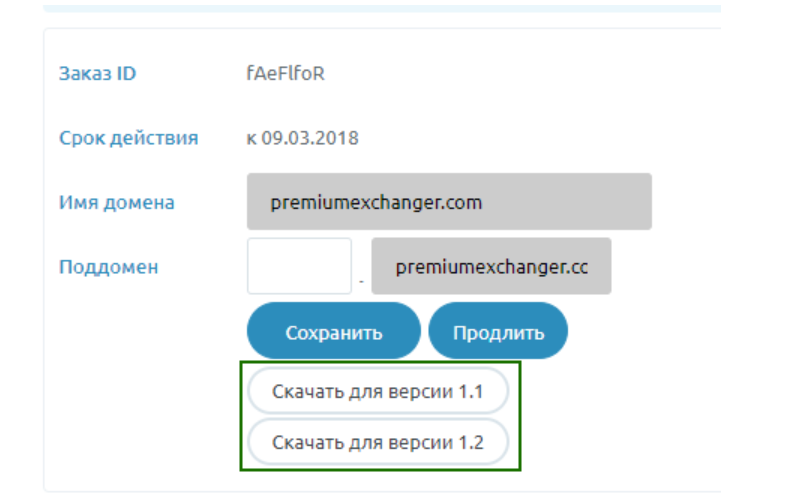 Заказ ID fAeFlfoR
Срок действия к 09.03.2018
Имя домена premiumexchanger.com
Поддомен . premiumexchanger.cc
Сохранить Продлить
Скачать для версии 1.1
Скачать для версии 1.2